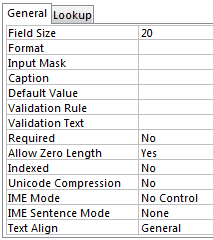 General Lookup
Field Size 20
Format
Input Mask
Caption
Default Value
Validation Rule
Validation Text
Required No
Allow Zero Length Yes
Indexed No
Unicode Compression No
IME Mode No Control
IME Sentence Mode None
Text Align General